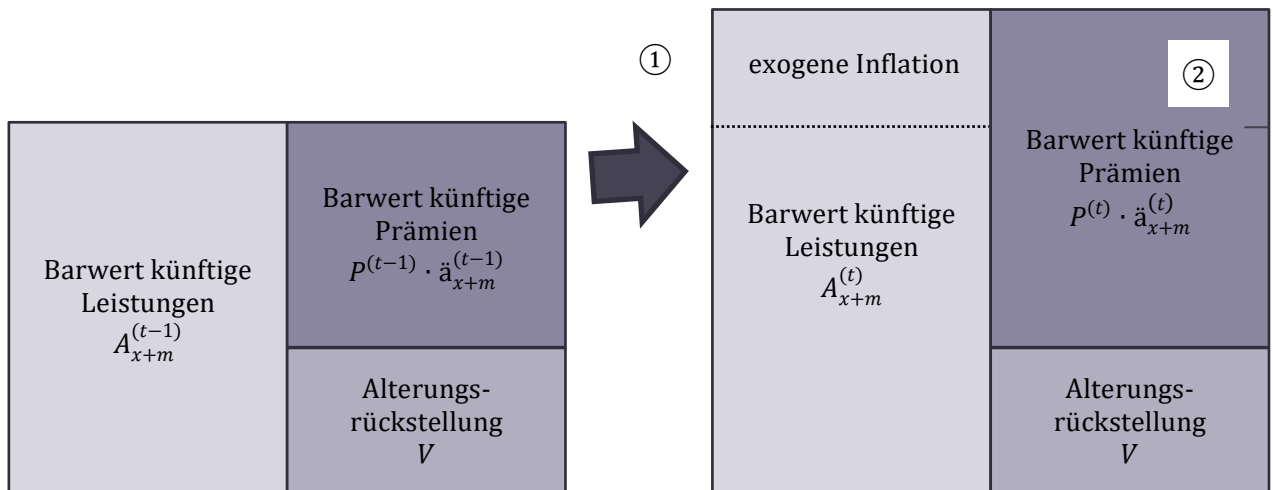 Barwert künftige
Leistungen
A_{x+m}^{(t−1)}
Barwert künftige
Prämien
P^{(t−1)} · ä_{x+m}^{(t−1)}
Alterungs-
rückstellung
V
①
exogene Inflation
Barwert künftige
Leistungen
A_{x+m}^{(t)}
②
Barwert künftige
Prämien
P^{(t)} · ä_{x+m}^{(t)}
Alterungs-
rückstellung
V